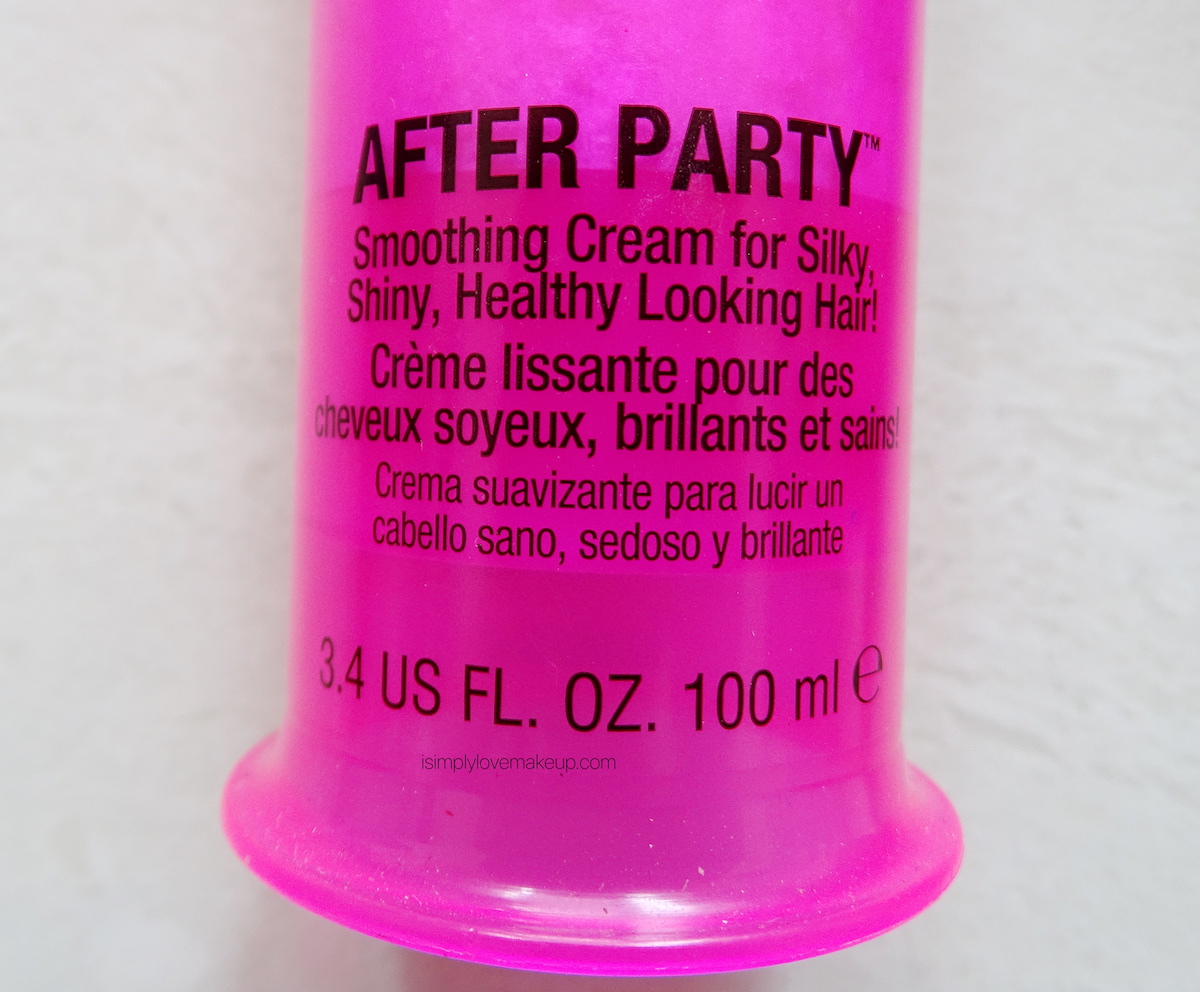 AFTER PARTY™
Smoothing Cream for Silky,
Shiny, Healthy Looking Hair!
Crème lissante pour des
cheveux soyeux, brillants et sains!
Crema suavizante para lucir un
cabello sano, sedoso y brillante
3.4 US FL. OZ. 100 ml ℮
isimplylovemakeup.com